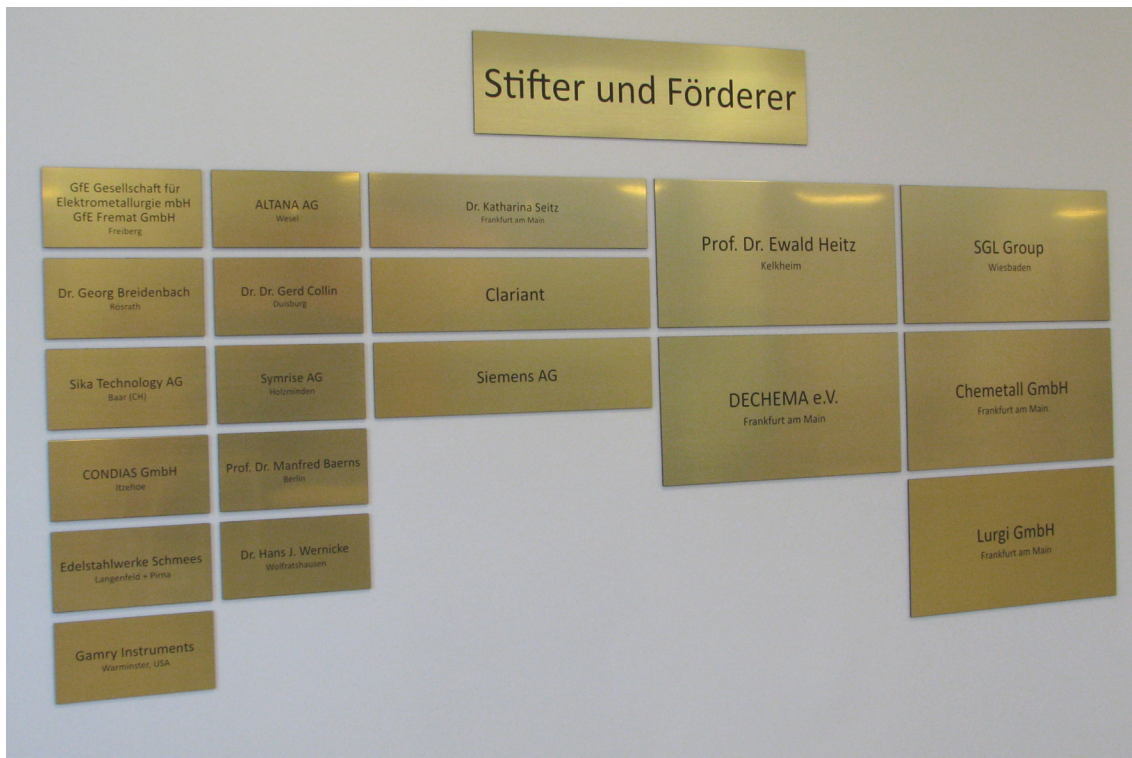 Stifter und Förderer
GfE Gesellschaft für
Elektrometallurgie mbH
GfE Fremat GmbH
Freiberg
Dr. Georg Breidenbach
Rösrath
Sika Technology AG
Baar (CH)
CONDIAS GmbH
Itzehoe
Edelstahlwerke Schmees
Langenfeld + Pirna
Gamry Instruments
Warminster, USA
ALTANA AG
Wesel
Dr. Dr. Gerd Collin
Duisburg
Symrise AG
Holzminden
Prof. Dr. Manfred Baerns
Berlin
Dr. Hans J. Wernicke
Wolfratshausen
Dr. Katharina Seitz
Frankfurt am Main
Clariant
Siemens AG
Prof. Dr. Ewald Heitz
Kelkheim
DECHEMA e.V.
Frankfurt am Main
SGL Group
Wiesbaden
Chemetall GmbH
Frankfurt am Main
Lurgi GmbH
Frankfurt am Main